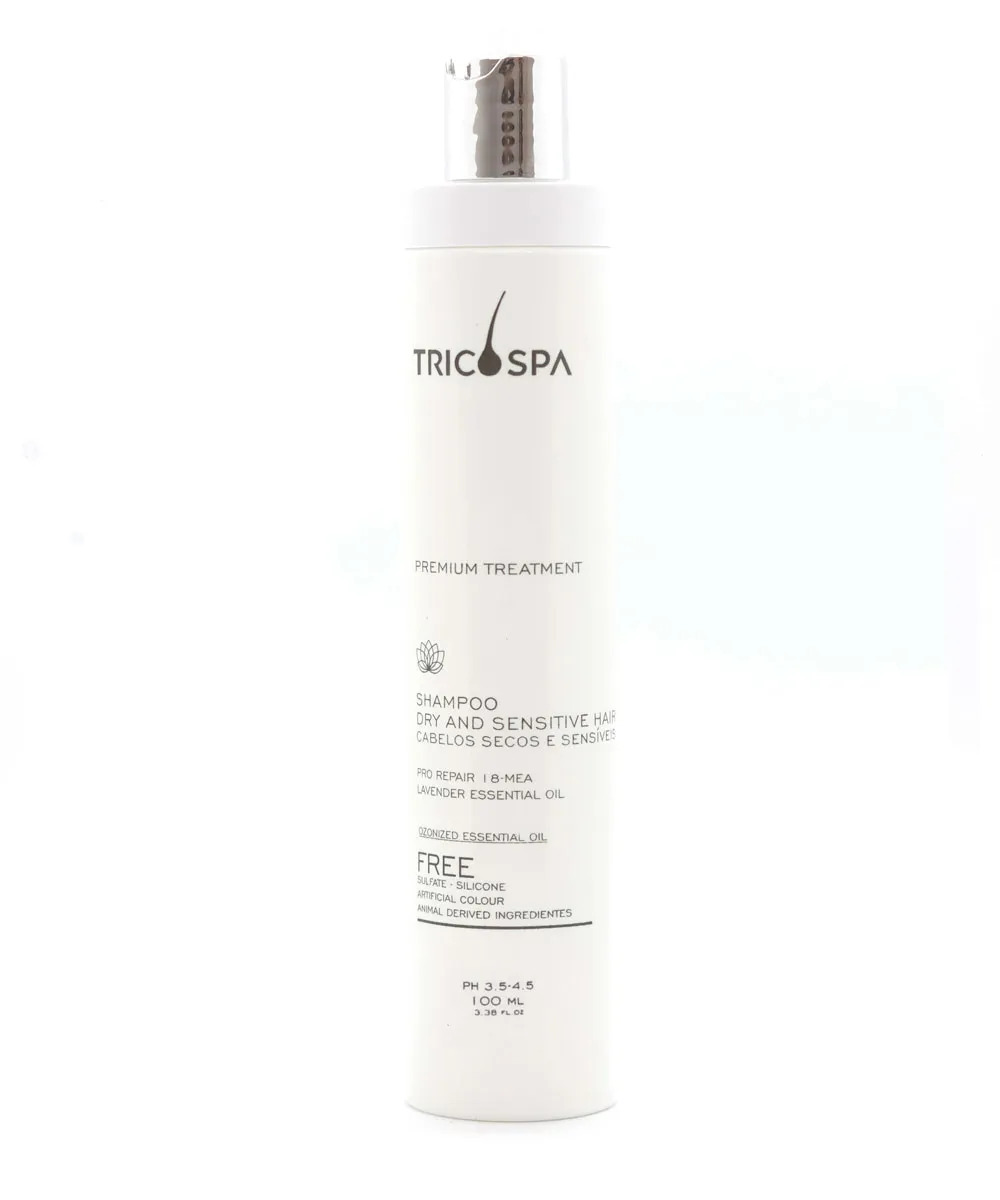 TRICOSPA
PREMIUM TREATMENT
SHAMPOO
DRY AND SENSITIVE HAIR
CABELOS SECOS E SENSÍVEIS
PRO REPAIR | 8-MEA
LAVENDER ESSENTIAL OIL
OZONIZED ESSENTIAL OIL
FREE
SULFATE - SILICONE
ARTIFICIAL COLOUR
ANIMAL DERIVED INGREDIENTES
PH 3.5-4.5
100 ML
3.38 FL.OZ